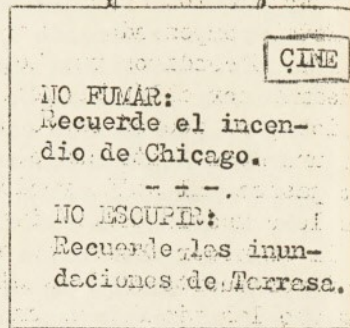 CINE
NO FUMAR:
Recuerde el incen-
dio de Chicago.
- + -.
NO ESCUPIR:
Recuerde las inun-
daciones de Tarrasa.